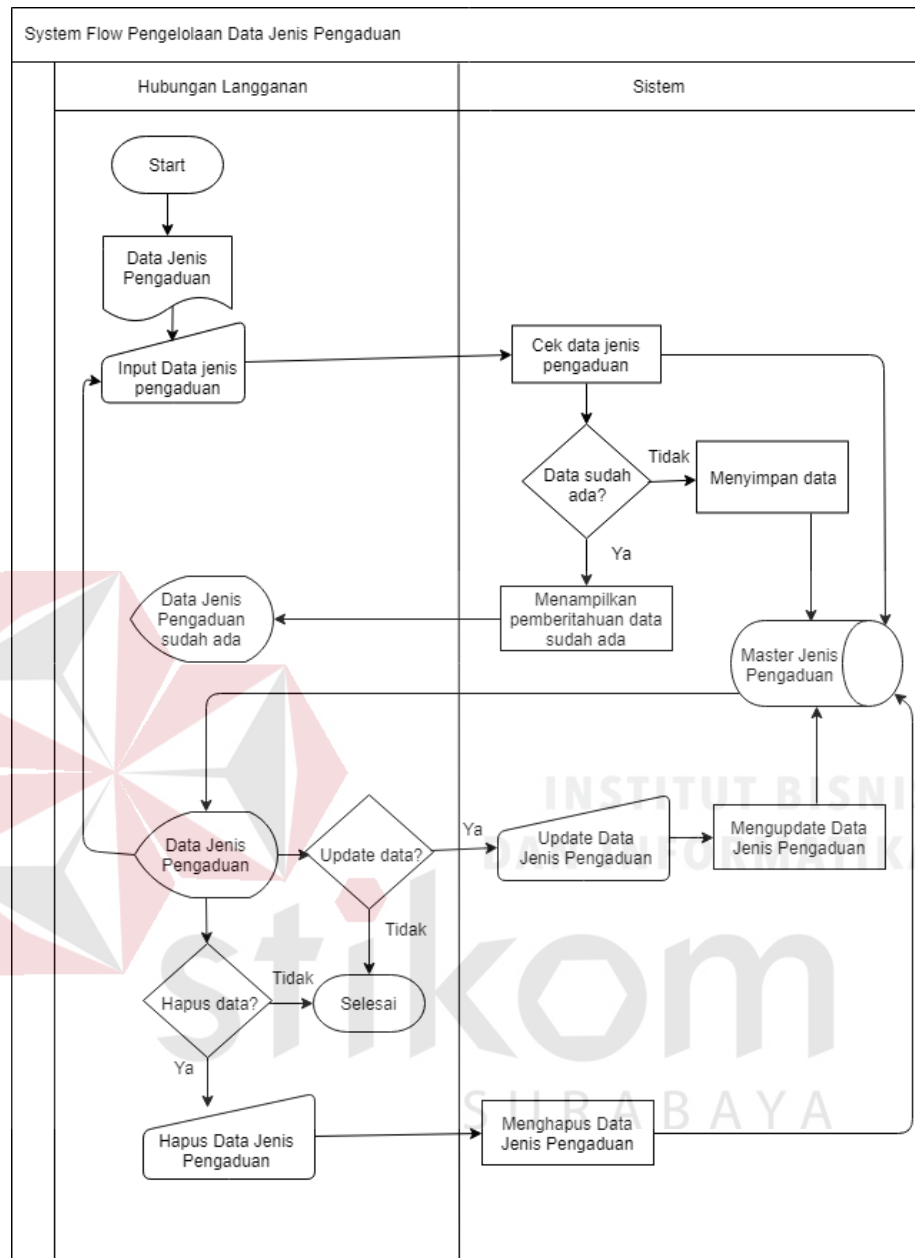 System Flow Pengelolaan Data Jenis Pengaduan
Hubungan Langganan
Sistem
Start
Data Jenis
Pengaduan
Input Data jenis
pengaduan
Cek data jenis
pengaduan
Data sudah
ada?
Tidak
Menyimpan data
Ya
Menampilkan
pemberitahuan data
sudah ada
Data Jenis
Pengaduan
sudah ada
Master Jenis
Pengaduan
Data Jenis
Pengaduan
Update data?
Ya
Update Data
Jenis Pengaduan
Mengupdate Data
Jenis Pengaduan
Tidak
Hapus data?
Tidak
Selesai
Ya
Hapus Data Jenis
Pengaduan
Menghapus Data
Jenis Pengaduan
INSTITUT BISNI
DAN INFORMATIKA
stikom
SURABAYA